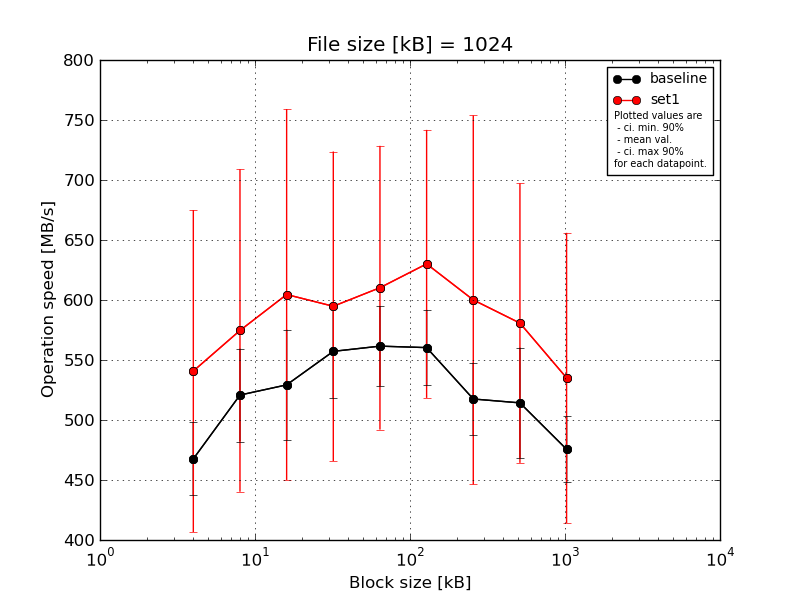 File size [kB] = 1024
800
750
700
650
600
550
500
450
400
Operation speed [MB/s]
baseline
set1
Plotted values are
- ci. min. 90%
- mean val.
- ci. max 90%
for each datapoint.
10^0 10^1 10^2 10^3 10^4
Block size [kB]